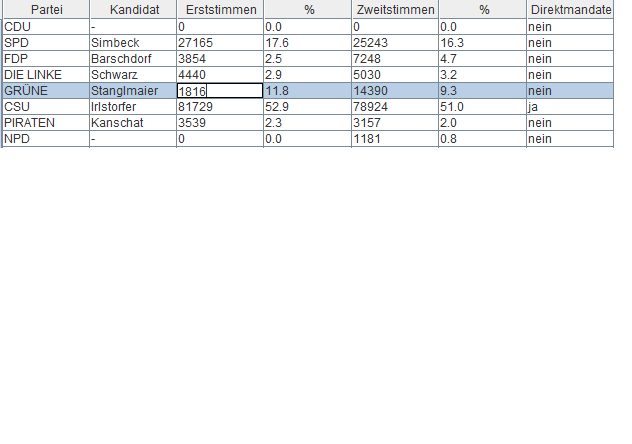 Partei Kandidat Erststimmen % Zweitstimmen % Direktmandate
CDU - 0 0.0 0 0.0 nein
SPD Simbeck 27165 17.6 25243 16.3 nein
FDP Barschdorf 3854 2.5 7248 4.7 nein
DIE LINKE Schwarz 4440 2.9 5030 3.2 nein
GRÜNE Stanglmaier 1816 11.8 14390 9.3 nein
CSU Irlstorfer 81729 52.9 78924 51.0 ja
PIRATEN Kanschat 3539 2.3 3157 2.0 nein
NPD - 0 0.0 1181 0.8 nein